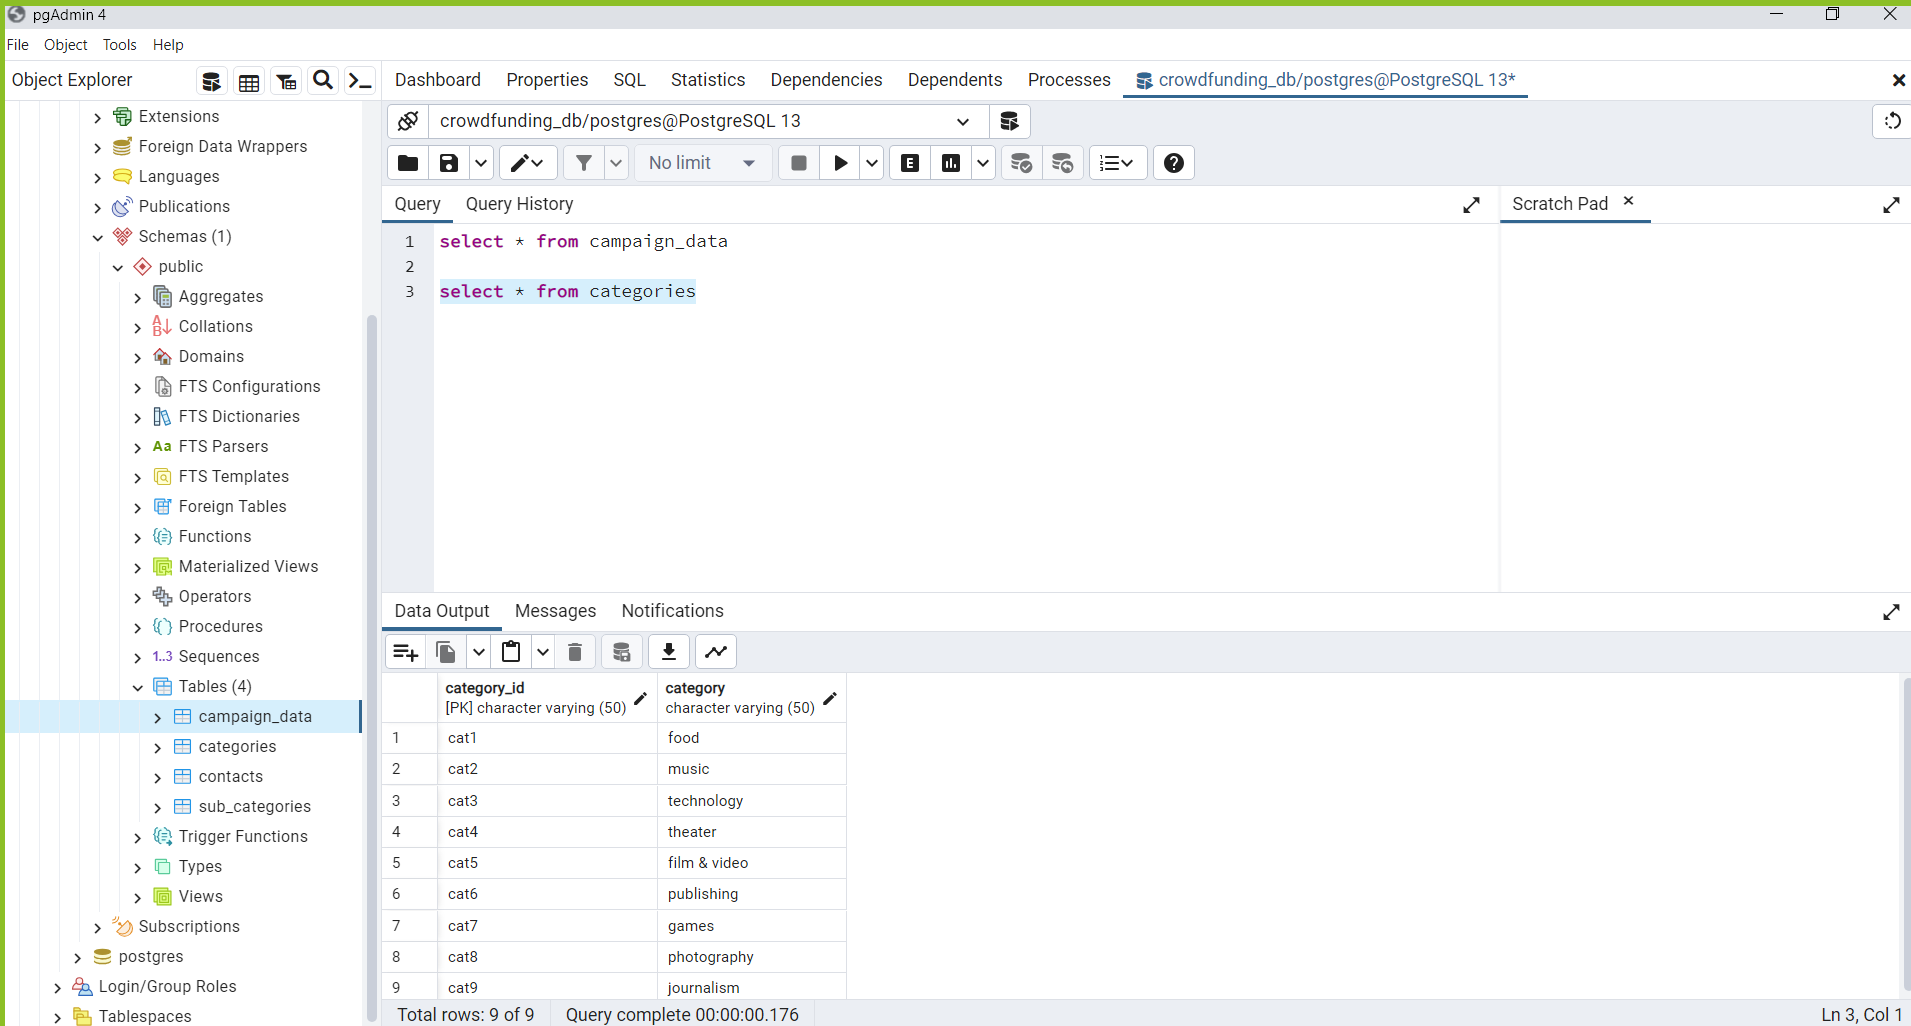 pgAdmin 4
File Object Tools Help
Object Explorer
Dashboard Properties SQL Statistics Dependencies Dependents Processes crowdfunding_db/postgres@PostgreSQL 13*
Extensions
Foreign Data Wrappers
Languages
Publications
Schemas (1)
public
Aggregates
Collations
Domains
FTS Configurations
FTS Dictionaries
Aa FTS Parsers
FTS Templates
Foreign Tables
Functions
Materialized Views
Operators
Procedures
1..3 Sequences
Tables (4)
campaign_data
categories
contacts
sub_categories
Trigger Functions
Types
Views
Subscriptions
postgres
Login/Group Roles
Tablespaces
crowdfunding_db/postgres@PostgreSQL 13
No limit
E
Query Query History
Scratch Pad
1 select * from campaign_data
2
3 select * from categories
Data Output Messages Notifications
category_id category
[PK] character varying (50) character varying (50)
1 cat1 food
2 cat2 music
3 cat3 technology
4 cat4 theater
5 cat5 film & video
6 cat6 publishing
7 cat7 games
8 cat8 photography
9 cat9 journalism
Total rows: 9 of 9 Query complete 00:00:00.176 Ln 3, Col 1